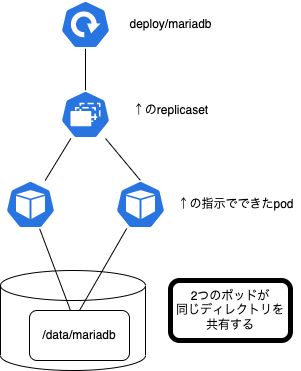 deploy/mariadb
↑のreplicaset
↑の指示でできたpod
/data/mariadb
2つのポッドが
同じディレクトリを
共有する